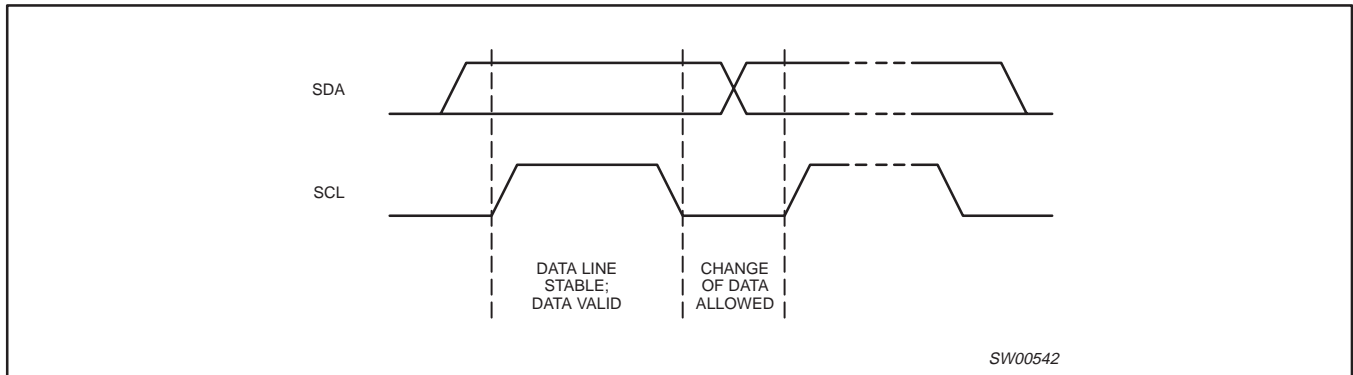 SDA
SCL
DATA LINE
STABLE;
DATA VALID
CHANGE
OF DATA
ALLOWED
SW00542